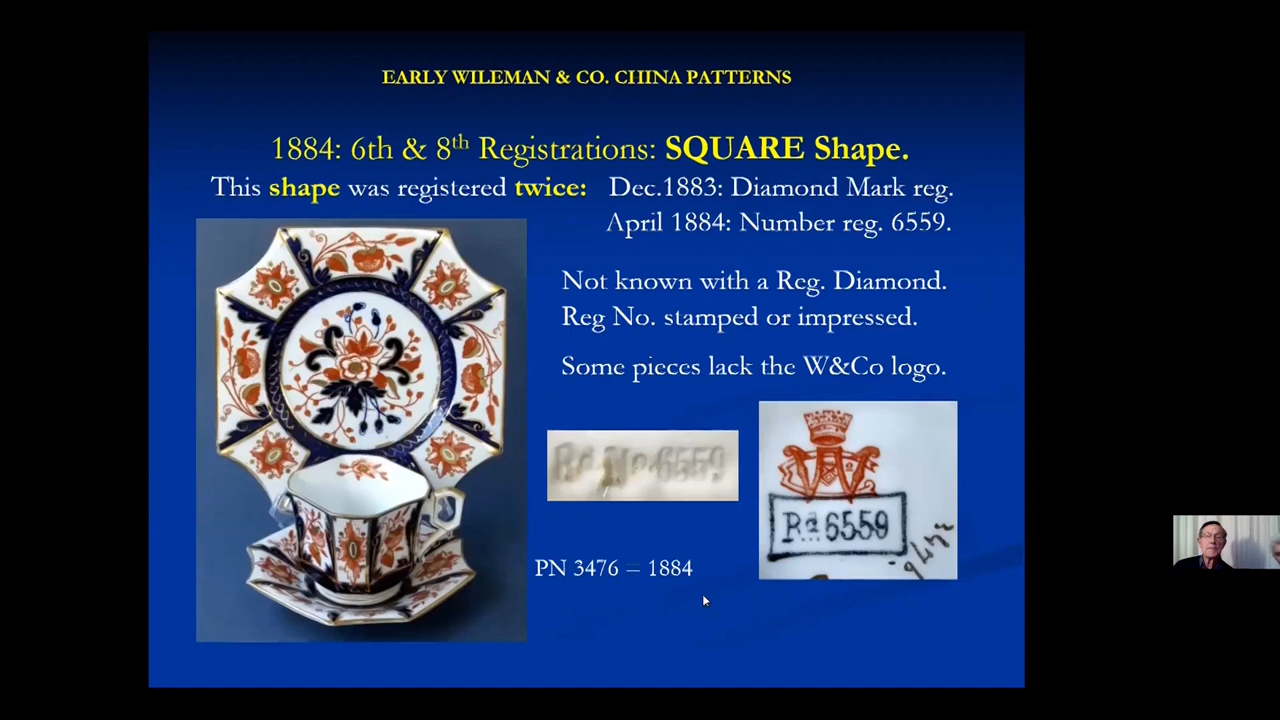 EARLY WILEMAN & CO. CHINA PATTERNS
1884: 6th & 8th Registrations: SQUARE Shape.
This shape was registered twice: Dec.1883: Diamond Mark reg.
April 1884: Number reg. 6559.
Not known with a Reg. Diamond.
Reg No. stamped or impressed.
Some pieces lack the W&Co logo.
Rd No 6559
Rd 6559
PN 3476 – 1884